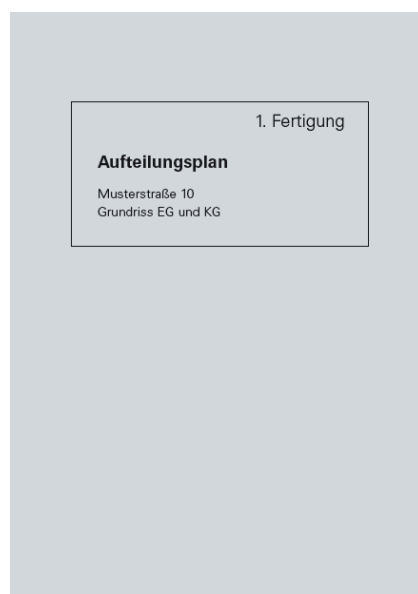 1. Fertigung
Aufteilungsplan
Musterstraße 10
Grundriss EG und KG